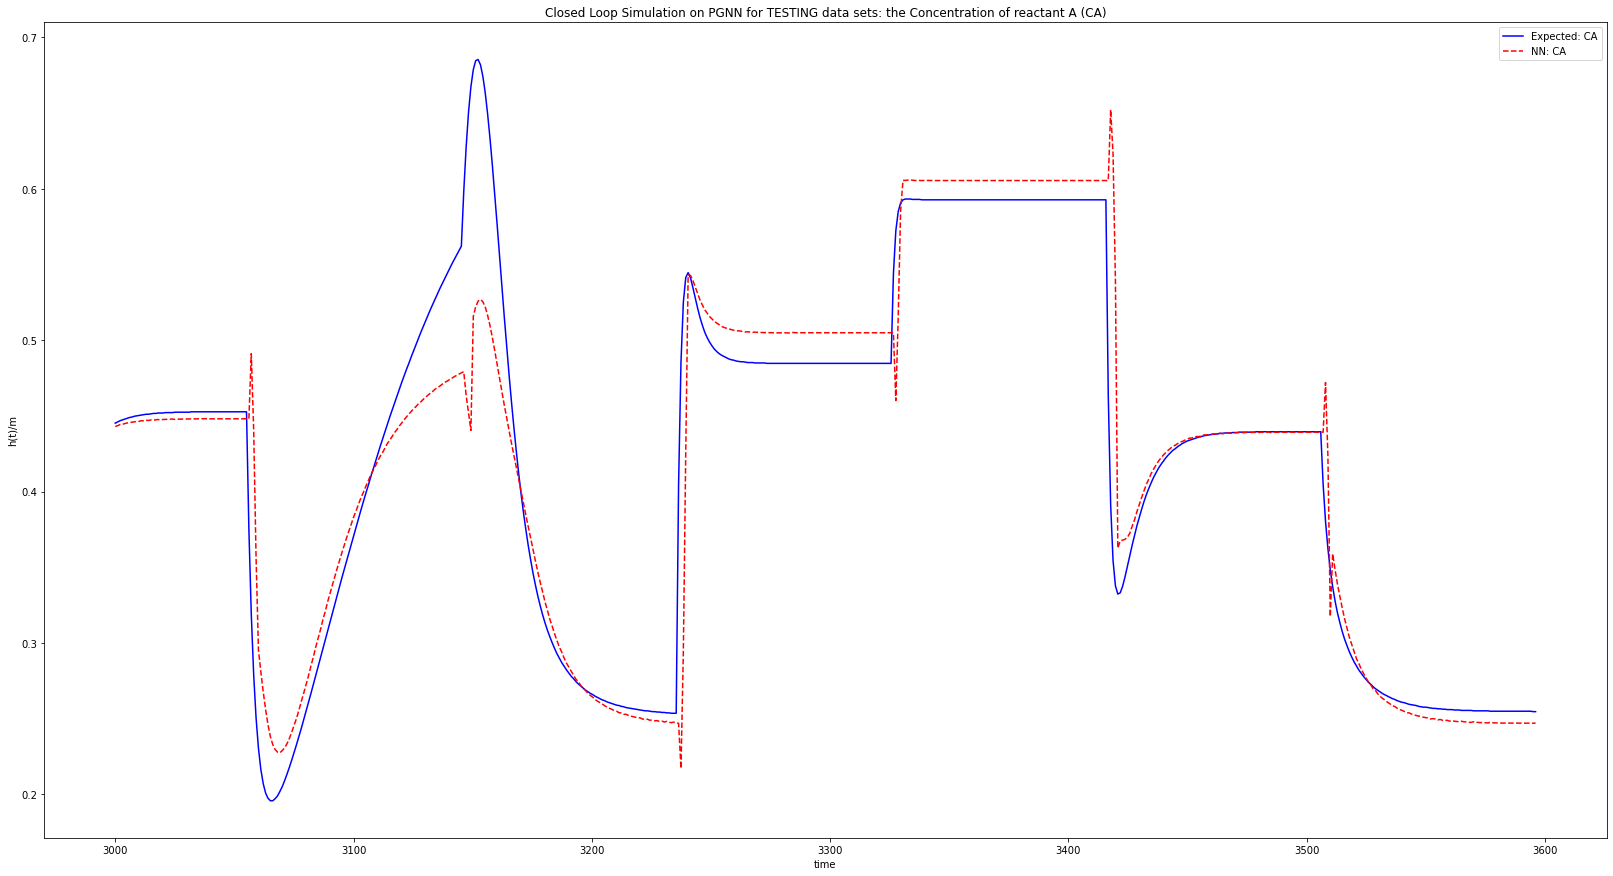 Closed Loop Simulation on PGNN for TESTING data sets: the Concentration of reactant A (CA)
Expected: CA
NN: CA
h(t)/m
0.7
0.6
0.5
0.4
0.3
0.2
3000
3100
3200
3300
3400
3500
3600
time